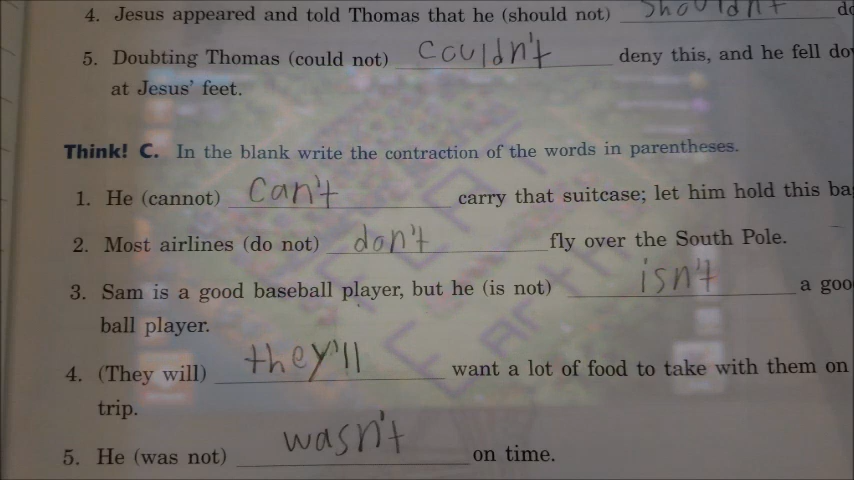 4. Jesus appeared and told Thomas that he (should not) shouldn't
5. Doubting Thomas (could not) couldn't deny this, and he fell
at Jesus' feet.
Think! C. In the blank write the contraction of the words in parentheses.
1. He (cannot) can't carry that suitcase; let him hold this
2. Most airlines (do not) don't fly over the South Pole.
3. Sam is a good baseball player, but he (is not) isn't a
ball player.
4. (They will) they'll want a lot of food to take with them on
trip.
5. He (was not) wasn't on time.